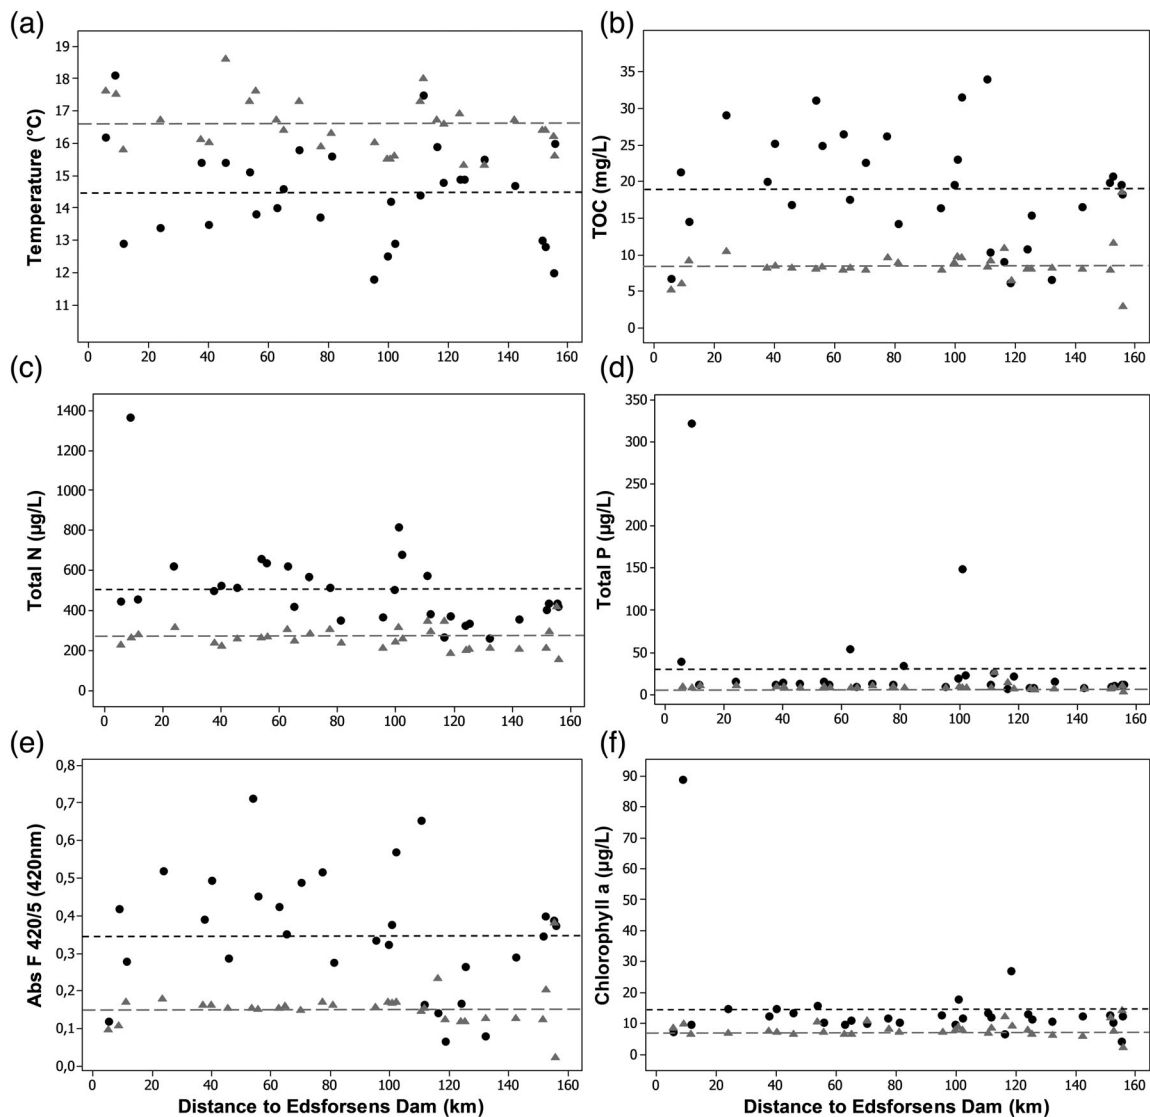 (a)
Temperature (°C)
19
18
17
16
15
14
13
12
11
0 20 40 60 80 100 120 140 160
(b)
TOC (mg/L)
35
30
25
20
15
10
5
0
0 20 40 60 80 100 120 140 160
(c)
Total N (µg/L)
1400
1200
1000
800
600
400
200
0
0 20 40 60 80 100 120 140 160
(d)
Total P (µg/L)
350
300
250
200
150
100
50
0
0 20 40 60 80 100 120 140 160
(e)
Abs F 420/5 (420nm)
0,8
0,7
0,6
0,5
0,4
0,3
0,2
0,1
0,0
0 20 40 60 80 100 120 140 160
Distance to Edsforsens Dam (km)
(f)
Chlorophyll a (µg/L)
90
80
70
60
50
40
30
20
10
0
0 20 40 60 80 100 120 140 160
Distance to Edsforsens Dam (km)